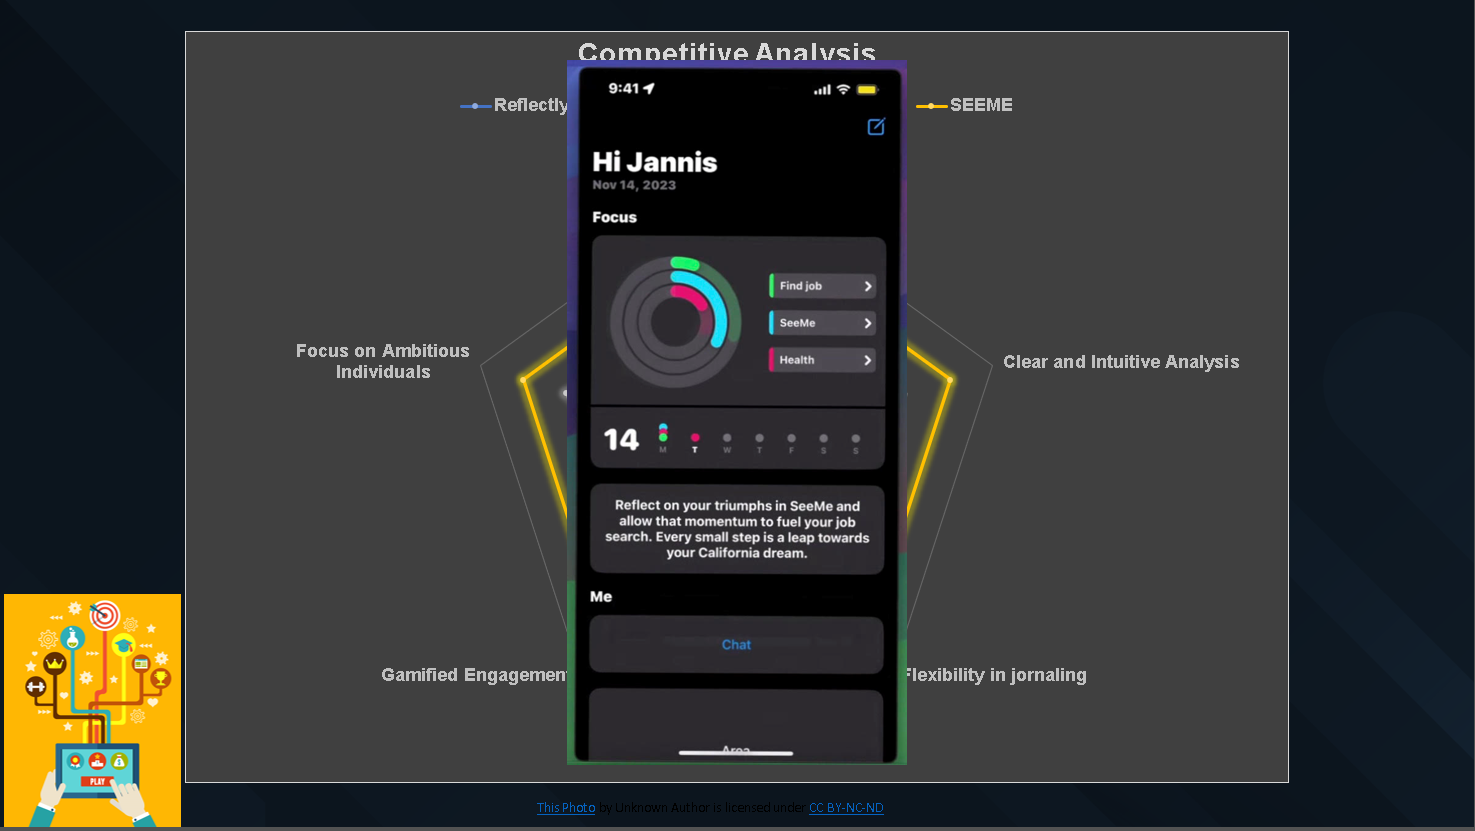 Competitive Analysis
Reflectly
SEEME
9:41
Hi Jannis
Nov 14, 2023
Focus
Find job
SeeMe
Health
Focus on Ambitious
Individuals
Clear and Intuitive Analysis
14
M T W T F S S
Reflect on your triumphs in SeeMe and
allow that momentum to fuel your job
search. Every small step is a leap towards
your California dream.
Me
Chat
Gamified Engagement
Flexibility in jornaling
Area
PLAY
This Photo by Unknown Author is licensed under CC BY-NC-ND